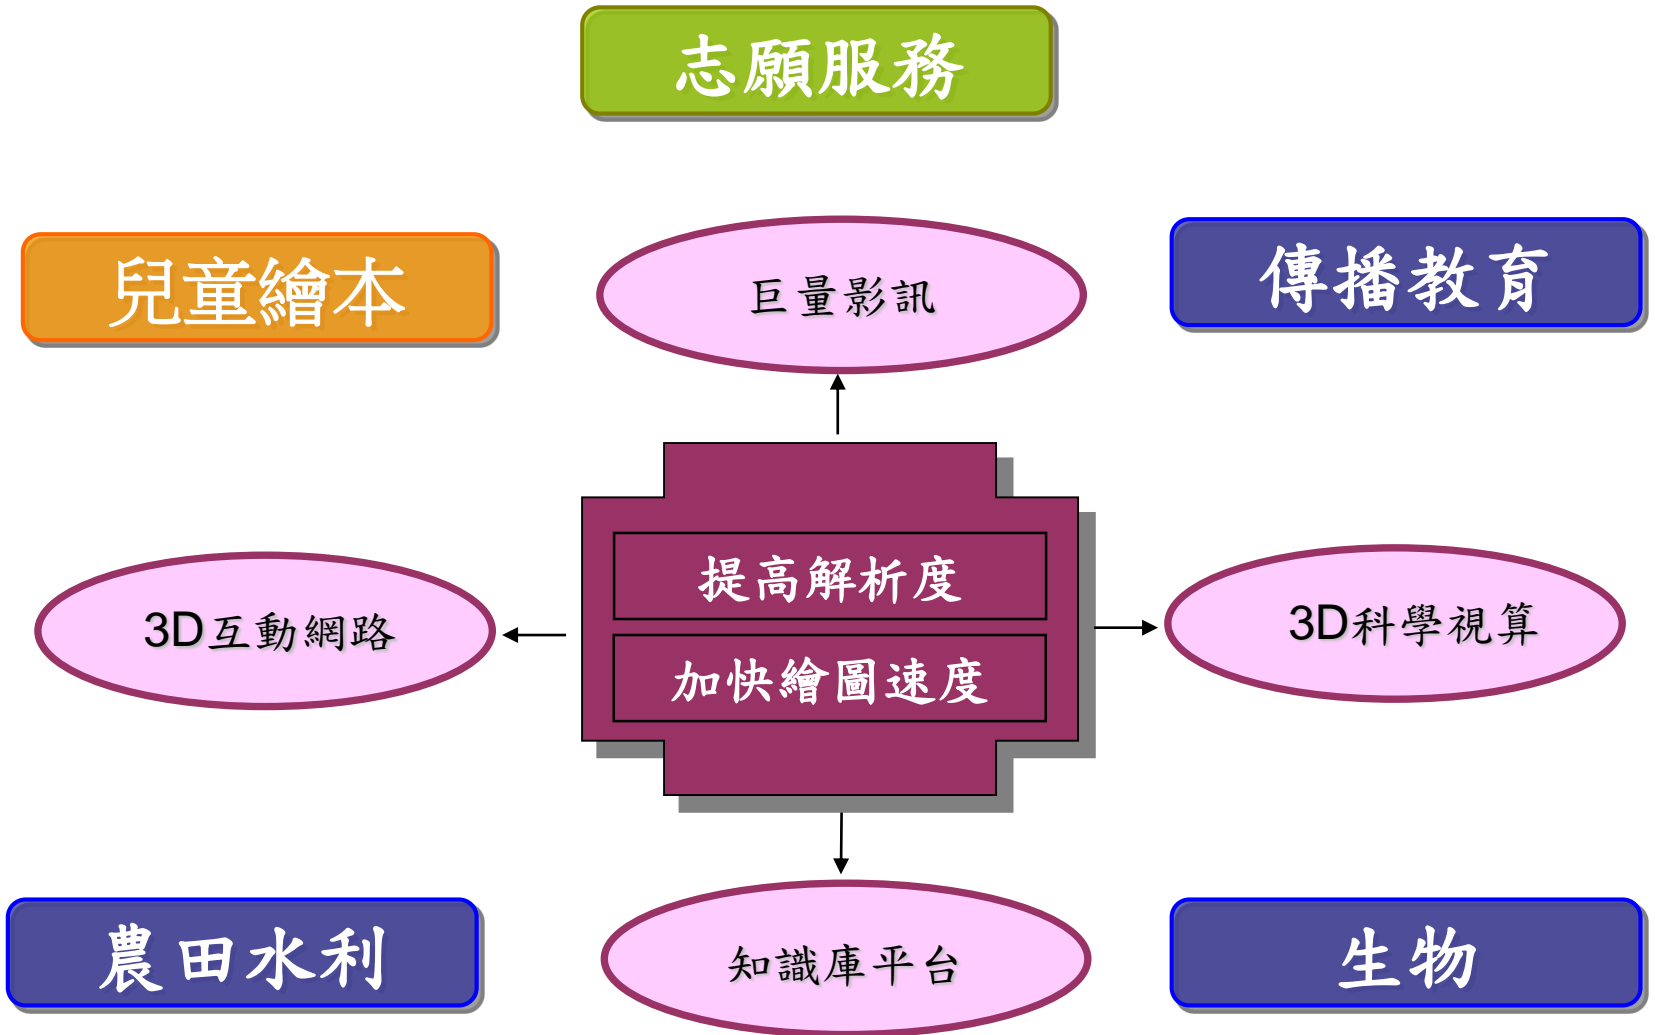 志願服務
兒童繪本
巨量影訊
傳播教育
提高解析度
3D互動網路
3D科學視算
加快繪圖速度
農田水利
知識庫平台
生物